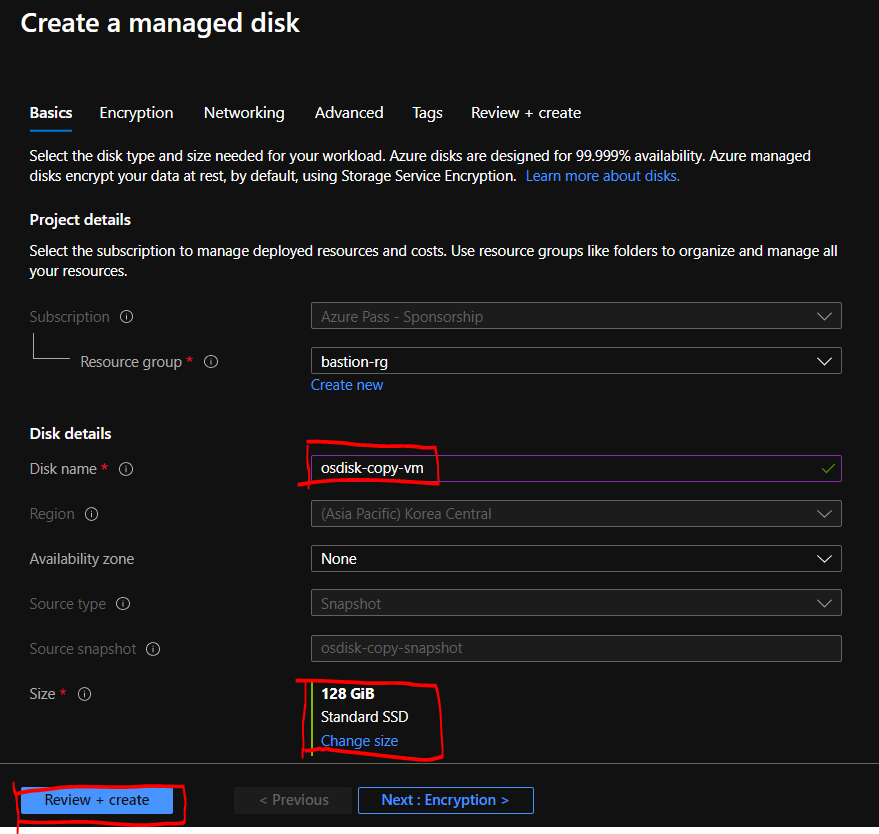 Create a managed disk
Basics Encryption Networking Advanced Tags Review + create
Select the disk type and size needed for your workload. Azure disks are designed for 99.999% availability. Azure managed
disks encrypt your data at rest, by default, using Storage Service Encryption. Learn more about disks.
Project details
Select the subscription to manage deployed resources and costs. Use resource groups like folders to organize and manage all
your resources.
Subscription Azure Pass - Sponsorship
Resource group * bastion-rg
Create new
Disk details
Disk name * osdisk-copy-vm
Region (Asia Pacific) Korea Central
Availability zone None
Source type Snapshot
Source snapshot osdisk-copy-snapshot
Size * 128 GiB
Standard SSD
Change size
Review + create < Previous Next : Encryption >